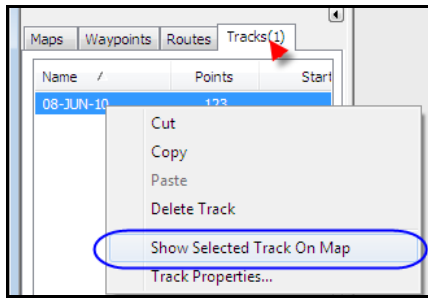 Maps Waypoints Routes Tracks(1)
Name / Points Start
08-JUN-10 123
Cut
Copy
Paste
Delete Track
Show Selected Track On Map
Track Properties...